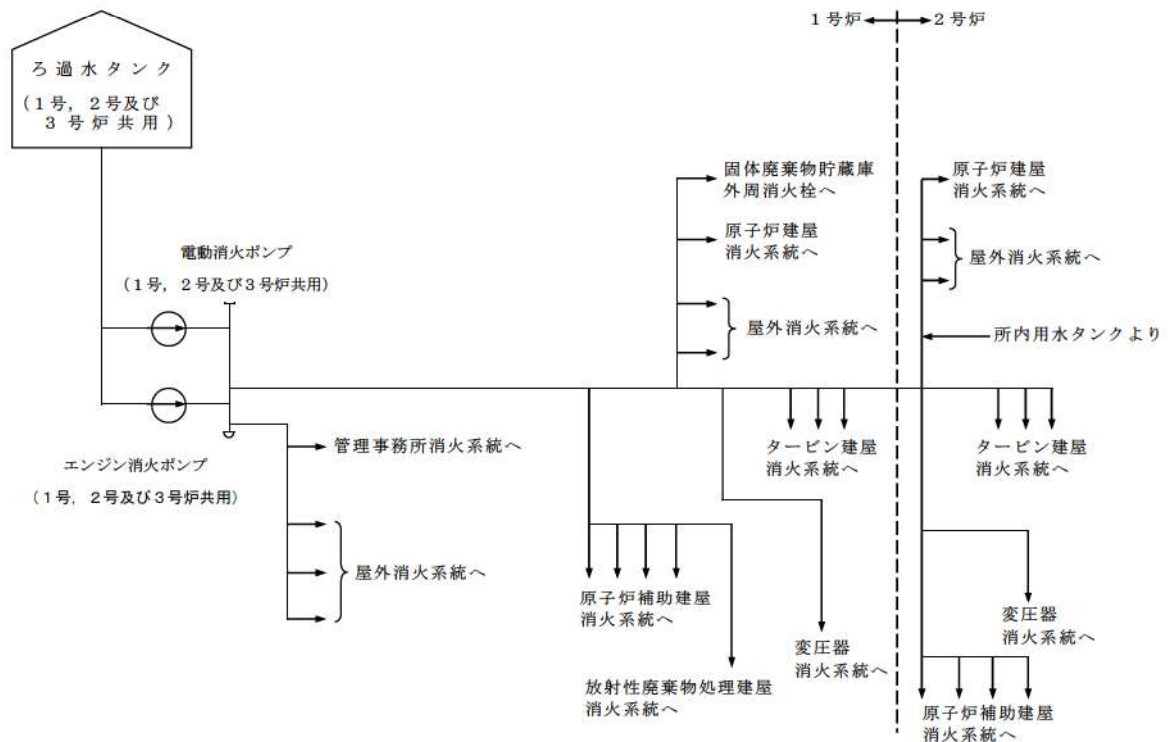 1号炉 2号炉
ろ過水タンク
(1号, 2号及び
3号炉共用)
固体廃棄物貯蔵庫
外周消火栓へ
原子炉建屋
消火系統へ
屋外消火系統へ
原子炉建屋
消火系統へ
屋外消火系統へ
所内用水タンクより
電動消火ポンプ
(1号, 2号及び3号炉共用)
エンジン消火ポンプ
(1号, 2号及び3号炉共用)
管理事務所消火系統へ
屋外消火系統へ
タービン建屋
消火系統へ
タービン建屋
消火系統へ
原子炉補助建屋
消火系統へ
放射性廃棄物処理建屋
消火系統へ
変圧器
消火系統へ
変圧器
消火系統へ
原子炉補助建屋
消火系統へ